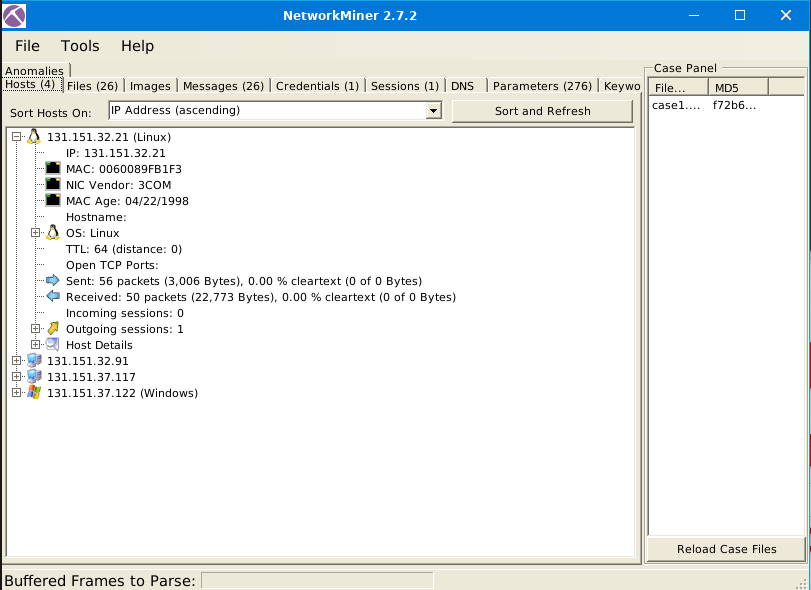 NetworkMiner 2.7.2
File Tools Help
Anomalies
Hosts (4) Files (26) Images Messages (26) Credentials (1) Sessions (1) DNS Parameters (276) Keywo
Sort Hosts On: IP Address (ascending) Sort and Refresh
131.151.32.21 (Linux)
IP: 131.151.32.21
MAC: 0060089FB1F3
NIC Vendor: 3COM
MAC Age: 04/22/1998
Hostname:
OS: Linux
TTL: 64 (distance: 0)
Open TCP Ports:
Sent: 56 packets (3,006 Bytes), 0.00 % cleartext (0 of 0 Bytes)
Received: 50 packets (22,773 Bytes), 0.00 % cleartext (0 of 0 Bytes)
Incoming sessions: 0
Outgoing sessions: 1
Host Details
131.151.32.91
131.151.37.117
131.151.37.122 (Windows)
Case Panel
File... MD5
case1.... f72b6...
Reload Case Files
Buffered Frames to Parse: